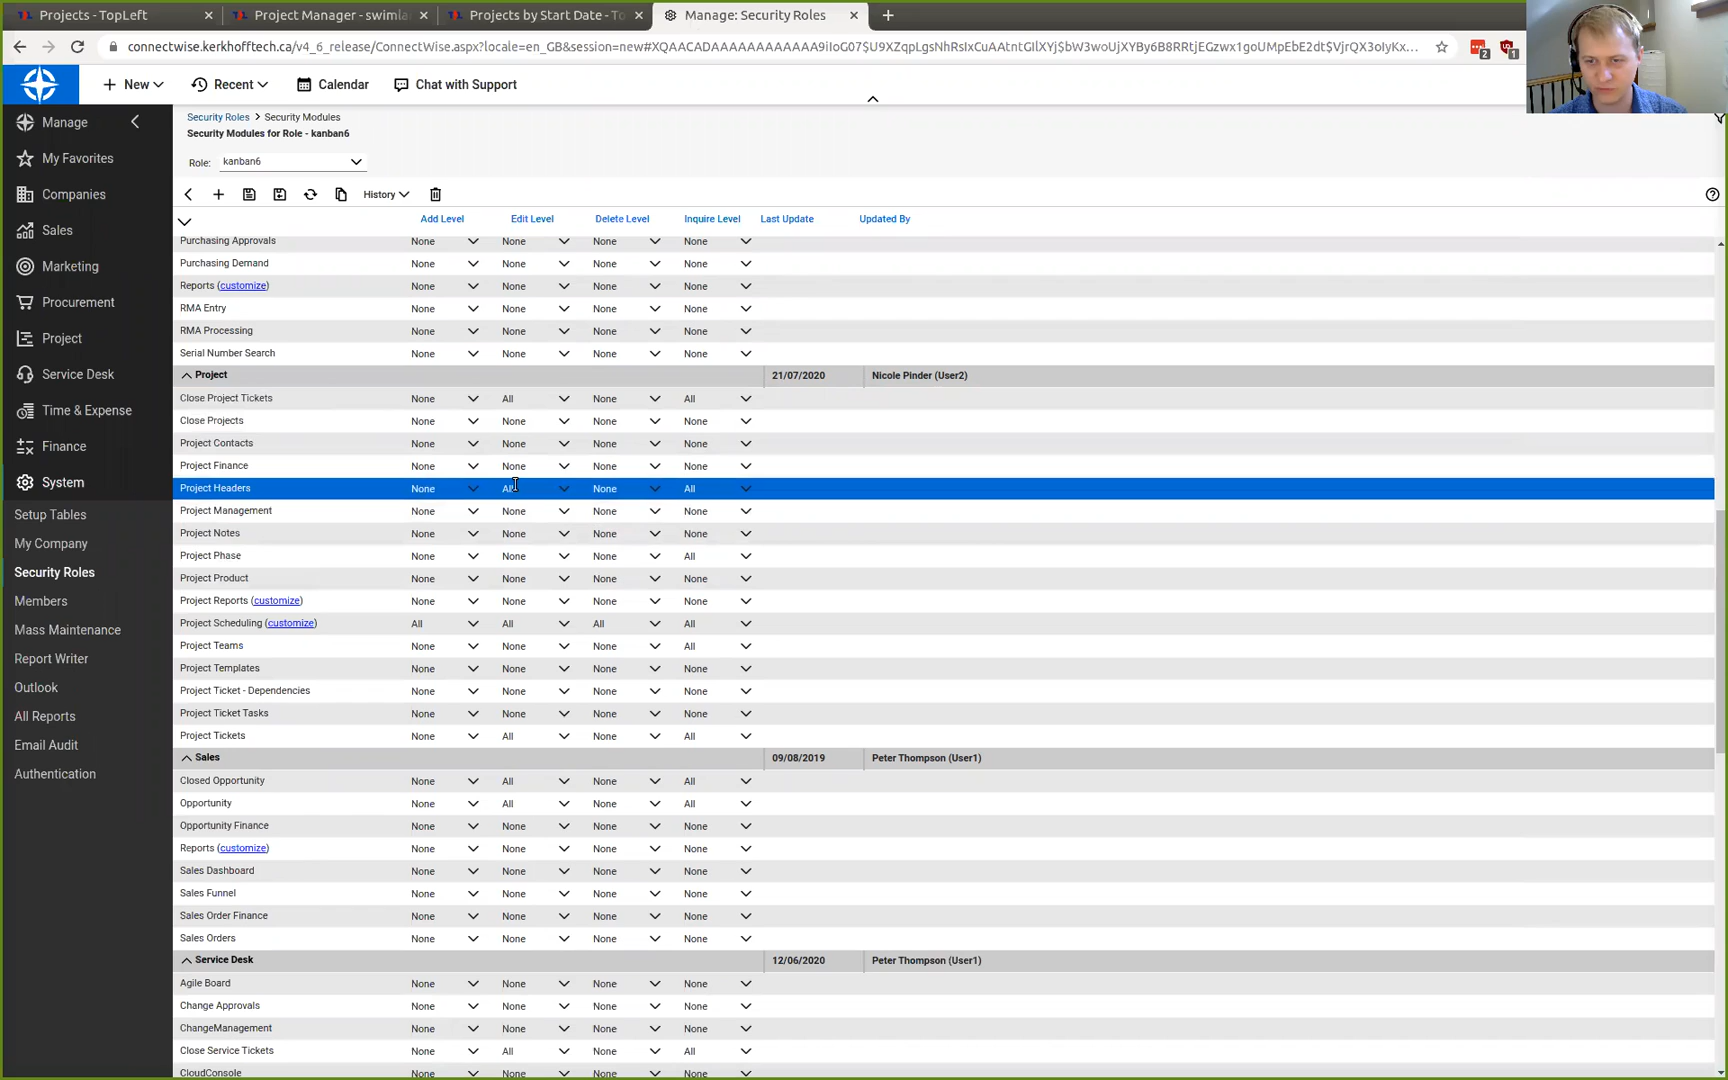 Projects - TopLeft
Project Manager - swimla
Projects by Start Date - To
Manage: Security Roles
connectwise.kerkhofftech.ca/v4_6_release/ConnectWise.aspx?locale=en_GB&session=new#
2
1
New
Recent
Calendar
Chat with Support
Manage
My Favorites
Companies
Sales
Marketing
Procurement
Project
Service Desk
Time & Expense
Finance
System
Setup Tables
My Company
Security Roles
Members
Mass Maintenance
Report Writer
Outlook
All Reports
Email Audit
Authentication
Security Roles > Security Modules
Security Modules for Role - kanban6
Role: kanban6
History
Add Level Edit Level Delete Level Inquire Level Last Update Updated By
Purchasing Approvals None None None None
Purchasing Demand None None None None
Reports (customize) None None None None
RMA Entry None None None None
RMA Processing None None None None
Serial Number Search None None None None
Project 21/07/2020 Nicole Pinder (User2)
Close Project Tickets None All None All
Close Projects None None None None
Project Contacts None None None None
Project Finance None None None None
Project Headers None All None All
Project Management None None None None
Project Notes None None None None
Project Phase None None None All
Project Product None None None None
Project Reports (customize) None None None None
Project Scheduling (customize) All All All All
Project Teams None None None All
Project Templates None None None None
Project Ticket - Dependencies None None None None
Project Ticket Tasks None None None None
Project Tickets None All None All
Sales 09/08/2019 Peter Thompson (User1)
Closed Opportunity None All None All
Opportunity None All None All
Opportunity Finance None None None None
Reports (customize) None None None None
Sales Dashboard None None None None
Sales Funnel None None None None
Sales Order Finance None None None None
Sales Orders None None None None
Service Desk 12/06/2020 Peter Thompson (User1)
Agile Board None None None None
Change Approvals None None None None
ChangeManagement None None None None
Close Service Tickets None All None All
CloudConsole None None None None